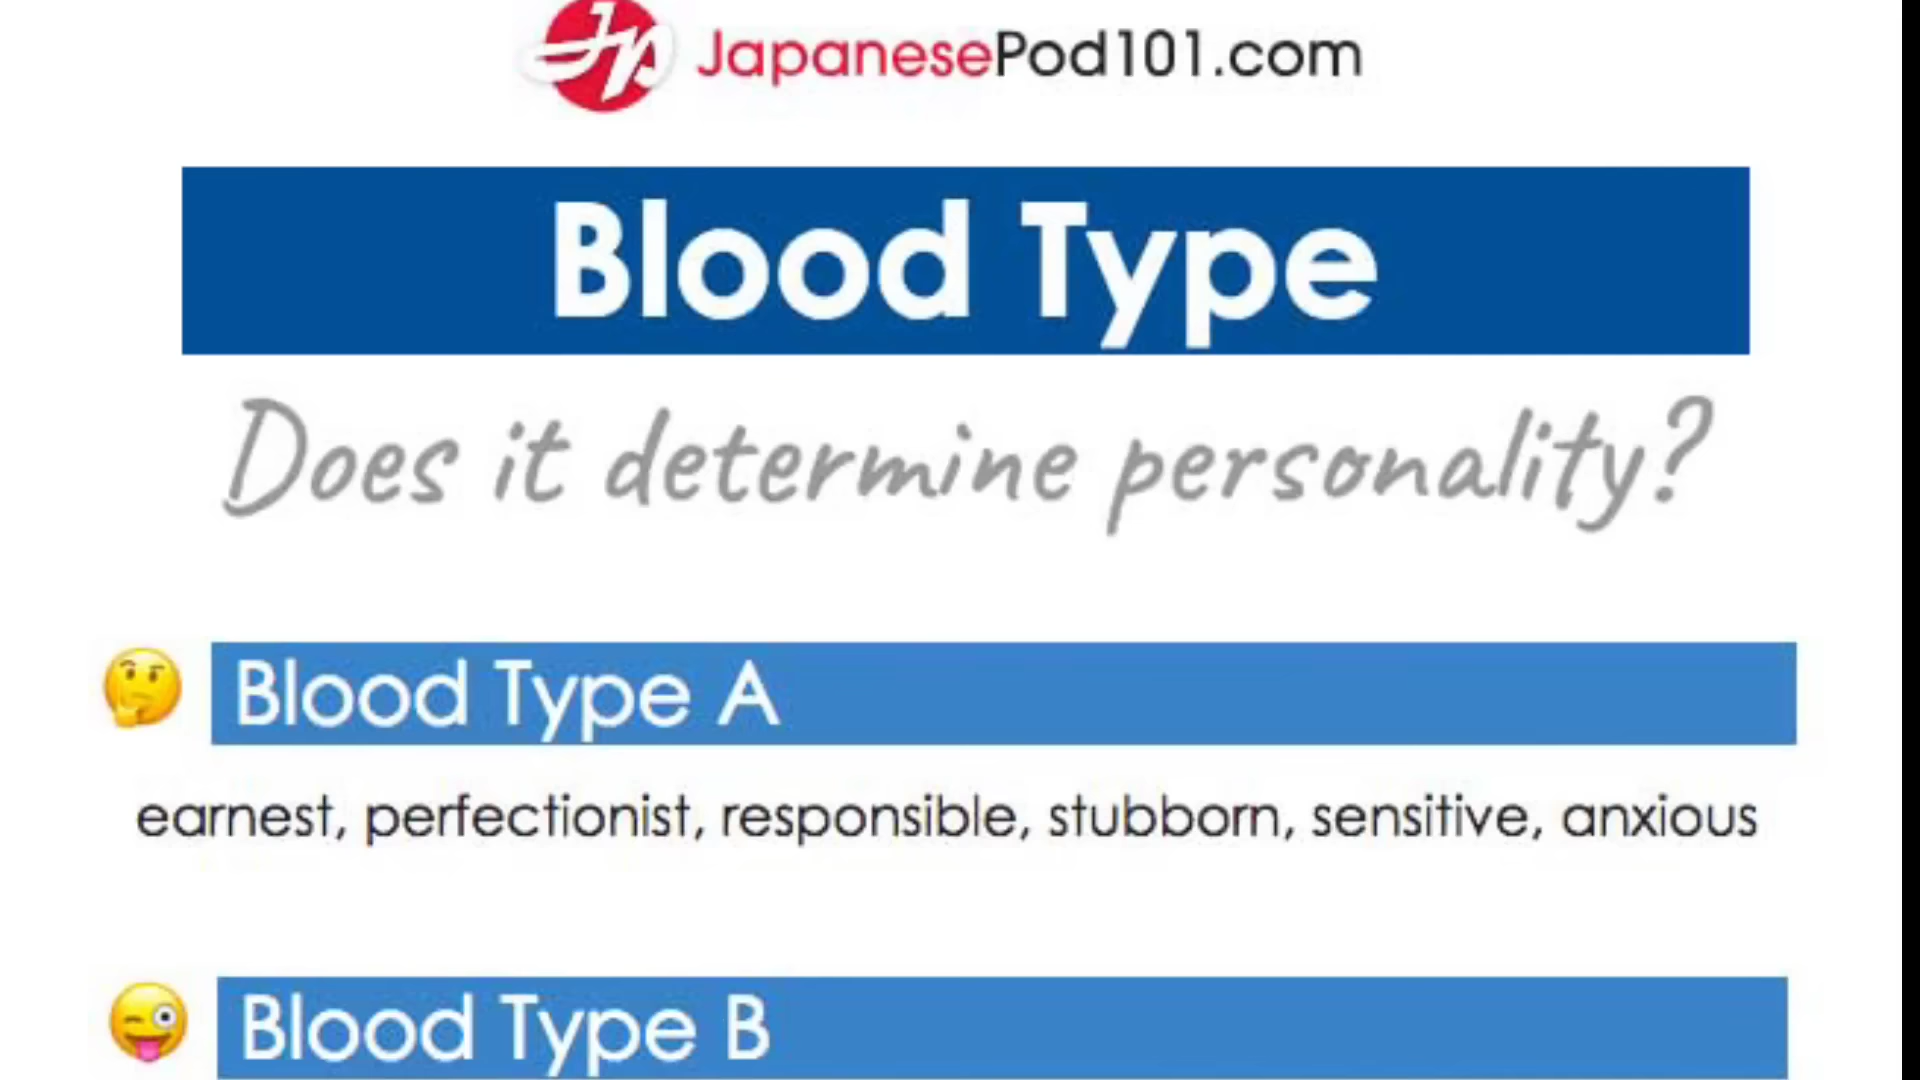 JapanesePod101.com
Blood Type
Does it determine personality?
Blood Type A
earnest, perfectionist, responsible, stubborn, sensitive, anxious
Blood Type B